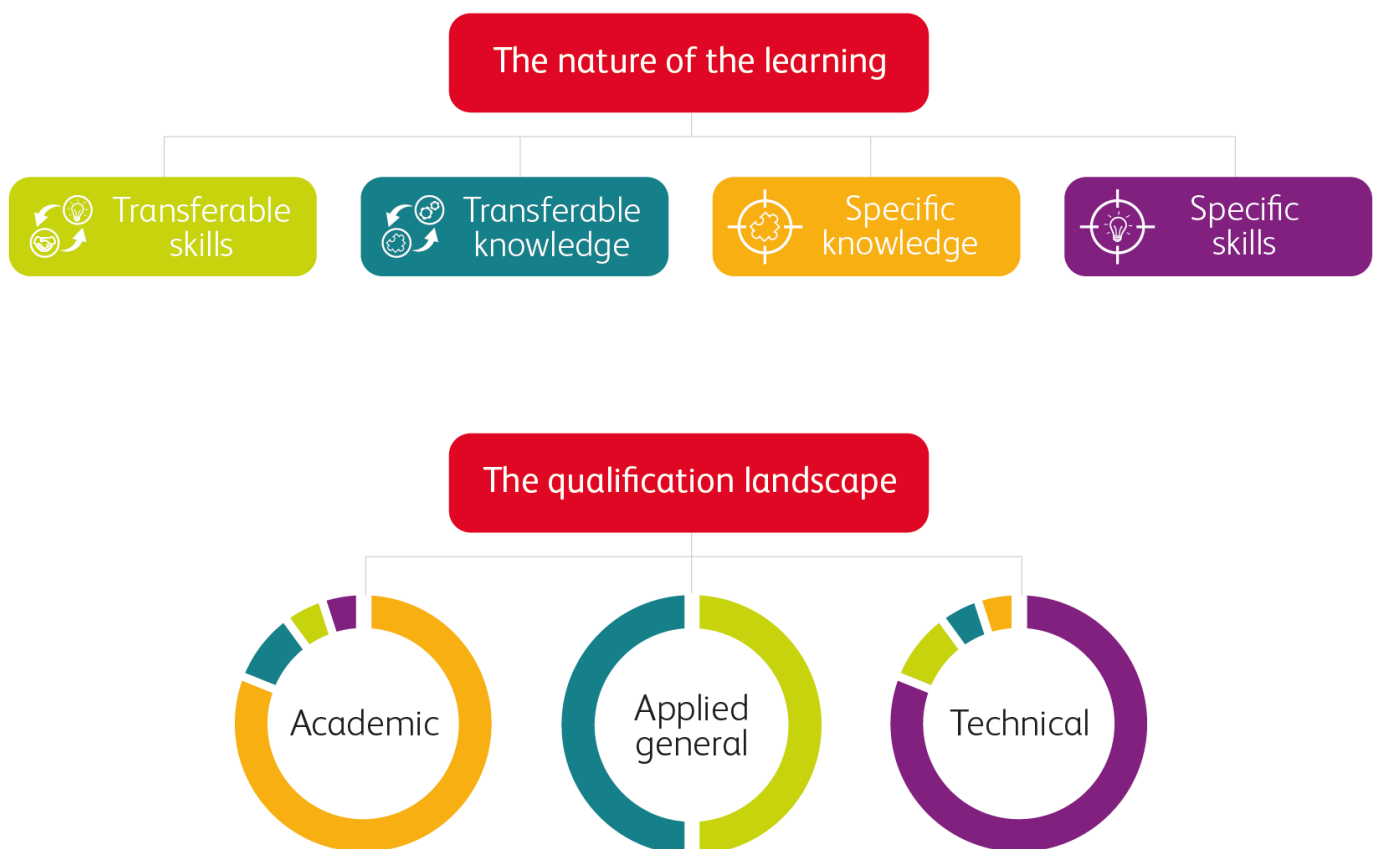 The nature of the learning
Transferable
skills
Transferable
knowledge
Specific
knowledge
Specific
skills
The qualification landscape
Academic
Applied
general
Technical